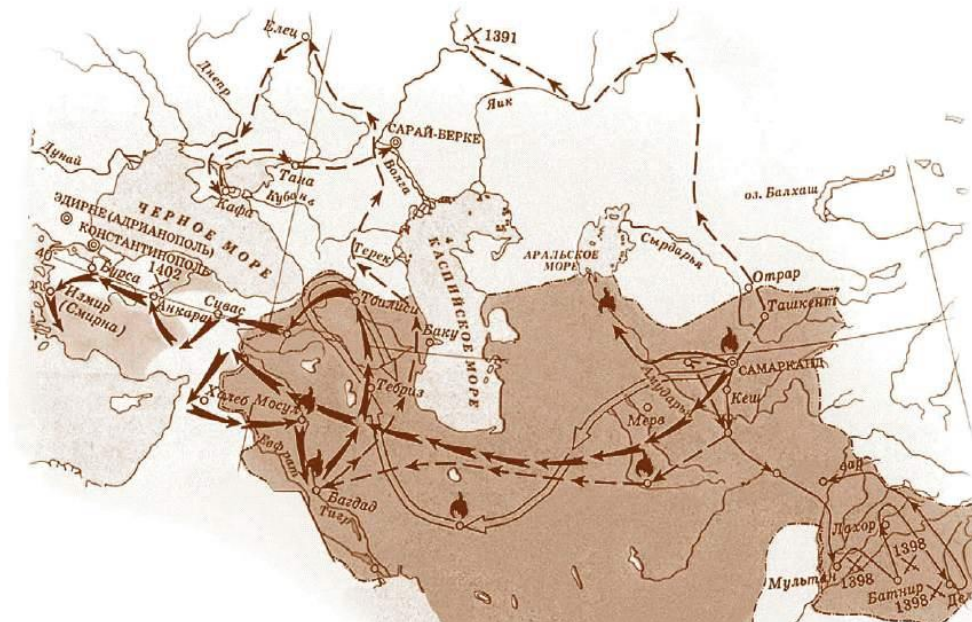 Елец
1391
Днепр
Яик
САРАЙ-БЕРКЕ
Дунай
Волга
Тана
оз. Балхаш
Кафа
Кубань
ЭДИРНЕ (АДРИАНОПОЛЬ)
ЧЕРНОЕ МОРЕ
КОНСТАНТИНОПОЛЬ
Терек
КАСПИЙСКОЕ МОРЕ
АРАЛЬСКОЕ
МОРЕ
Сырдарья
1402
Отрар
Бурса
Тбилиси
Измир
(Смирна)
Анкара
Сивас
Ташкент
Баку
САМАРКАНД
Тебриз
Амударья
Кеш
Халеб
Мосул
Мерв
Евфрат
Багдад
Тигр
дар
Лахор
1398
Мультан
1398
Батнир
1398